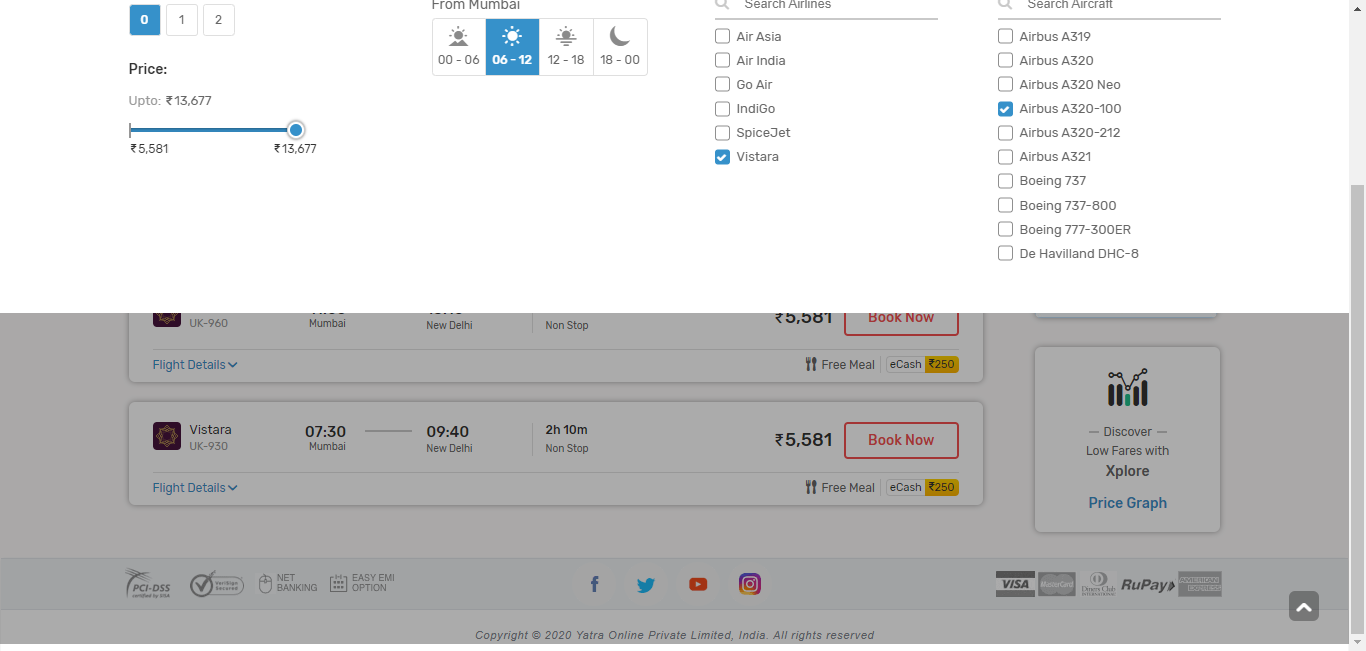 0 1 2
From Mumbai
Search Airlines
Search Aircraft
Price:
Upto: ₹13,677
₹5,581 ₹13,677
00 - 06 06 - 12 12 - 18 18 - 00
Air Asia
Air India
Go Air
IndiGo
SpiceJet
Vistara
Airbus A319
Airbus A320
Airbus A320 Neo
Airbus A320-100
Airbus A320-212
Airbus A321
Boeing 737
Boeing 737-800
Boeing 777-300ER
De Havilland DHC-8
UK-960
Mumbai
New Delhi
Non Stop
₹5,581
Book Now
Flight Details
Free Meal
eCash ₹250
Vistara
UK-930
07:30
Mumbai
09:40
New Delhi
2h 10m
Non Stop
₹5,581
Book Now
Flight Details
Free Meal
eCash ₹250
Discover
Low Fares with
Xplore
Price Graph
PCI-DSS
VeriSign
Secured
NET
BANKING
EASY EMI
OPTION
VISA
MasterCard
Diners Club
INTERNATIONAL
RuPay
AMERICAN
EXPRESS
Copyright © 2020 Yatra Online Private Limited, India. All rights reserved